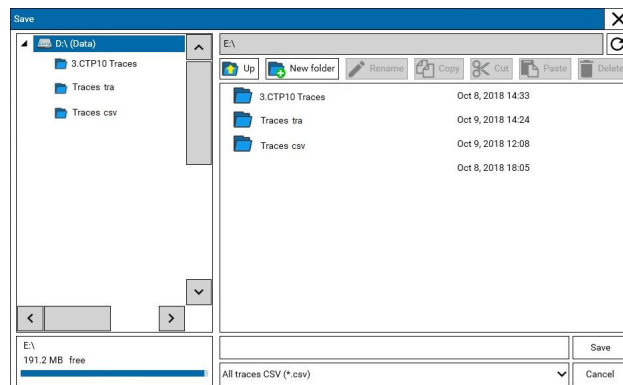 Save
D:\ (Data)
3.CTP10 Traces
Traces tra
Traces csv
E:\
191.2 MB free
E:\
Up New folder Rename Copy Cut Paste Delete
3.CTP10 Traces Oct 8, 2018 14:33
Traces tra Oct 9, 2018 14:24
Traces csv Oct 9, 2018 12:08
Oct 8, 2018 18:05
Save
All traces CSV (*.csv) Cancel